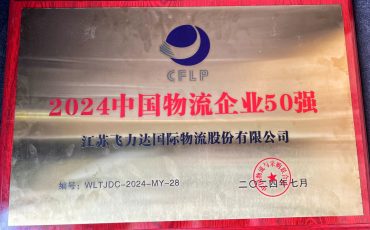 CFLP
2024中国物流企业50强
江苏飞力达国际物流股份有限公司
编号:WLTJDC-2024-MY-28
二〇二四年七月